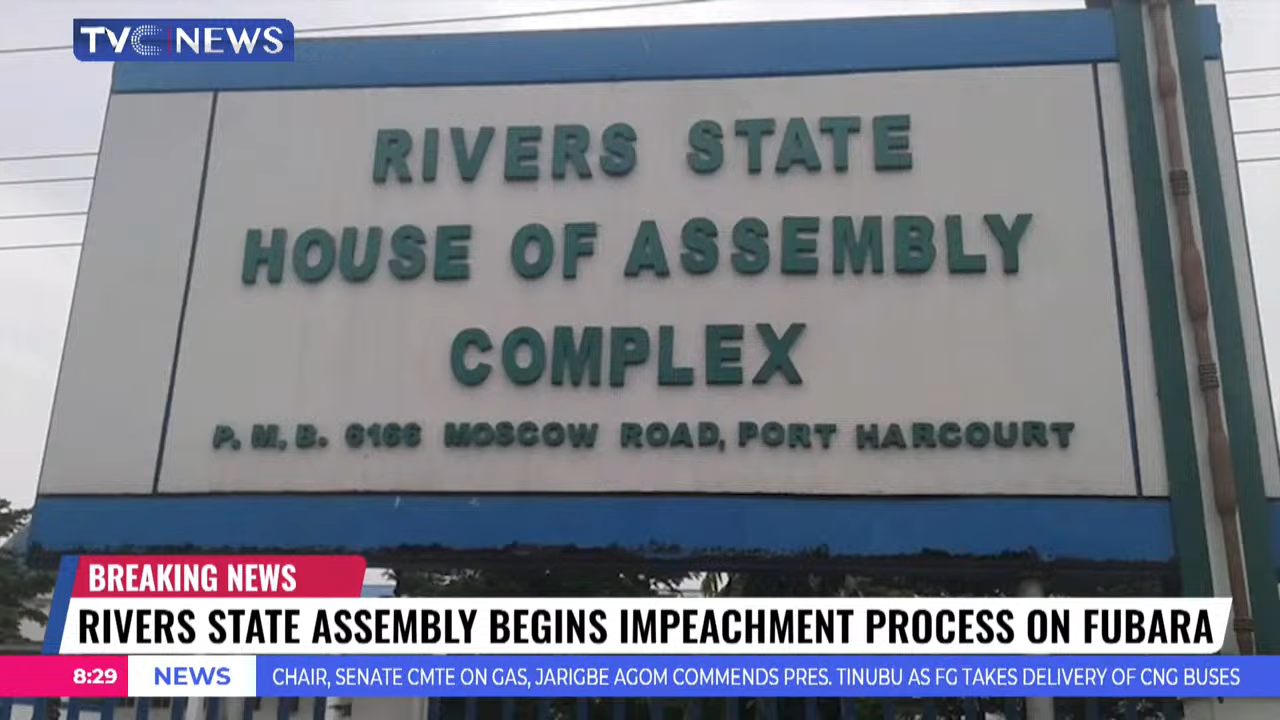 TVC NEWS
RIVERS STATE
HOUSE OF ASSEMBLY
COMPLEX
P. M. B. 6166 MOSCOW ROAD, PORT HARCOURT
BREAKING NEWS
RIVERS STATE ASSEMBLY BEGINS IMPEACHMENT PROCESS ON FUBARA
8:29 NEWS CHAIR, SENATE CMTE ON GAS, JARIGBE AGOM COMMENDS PRES. TINUBU AS FG TAKES DELIVERY OF CNG BUSES